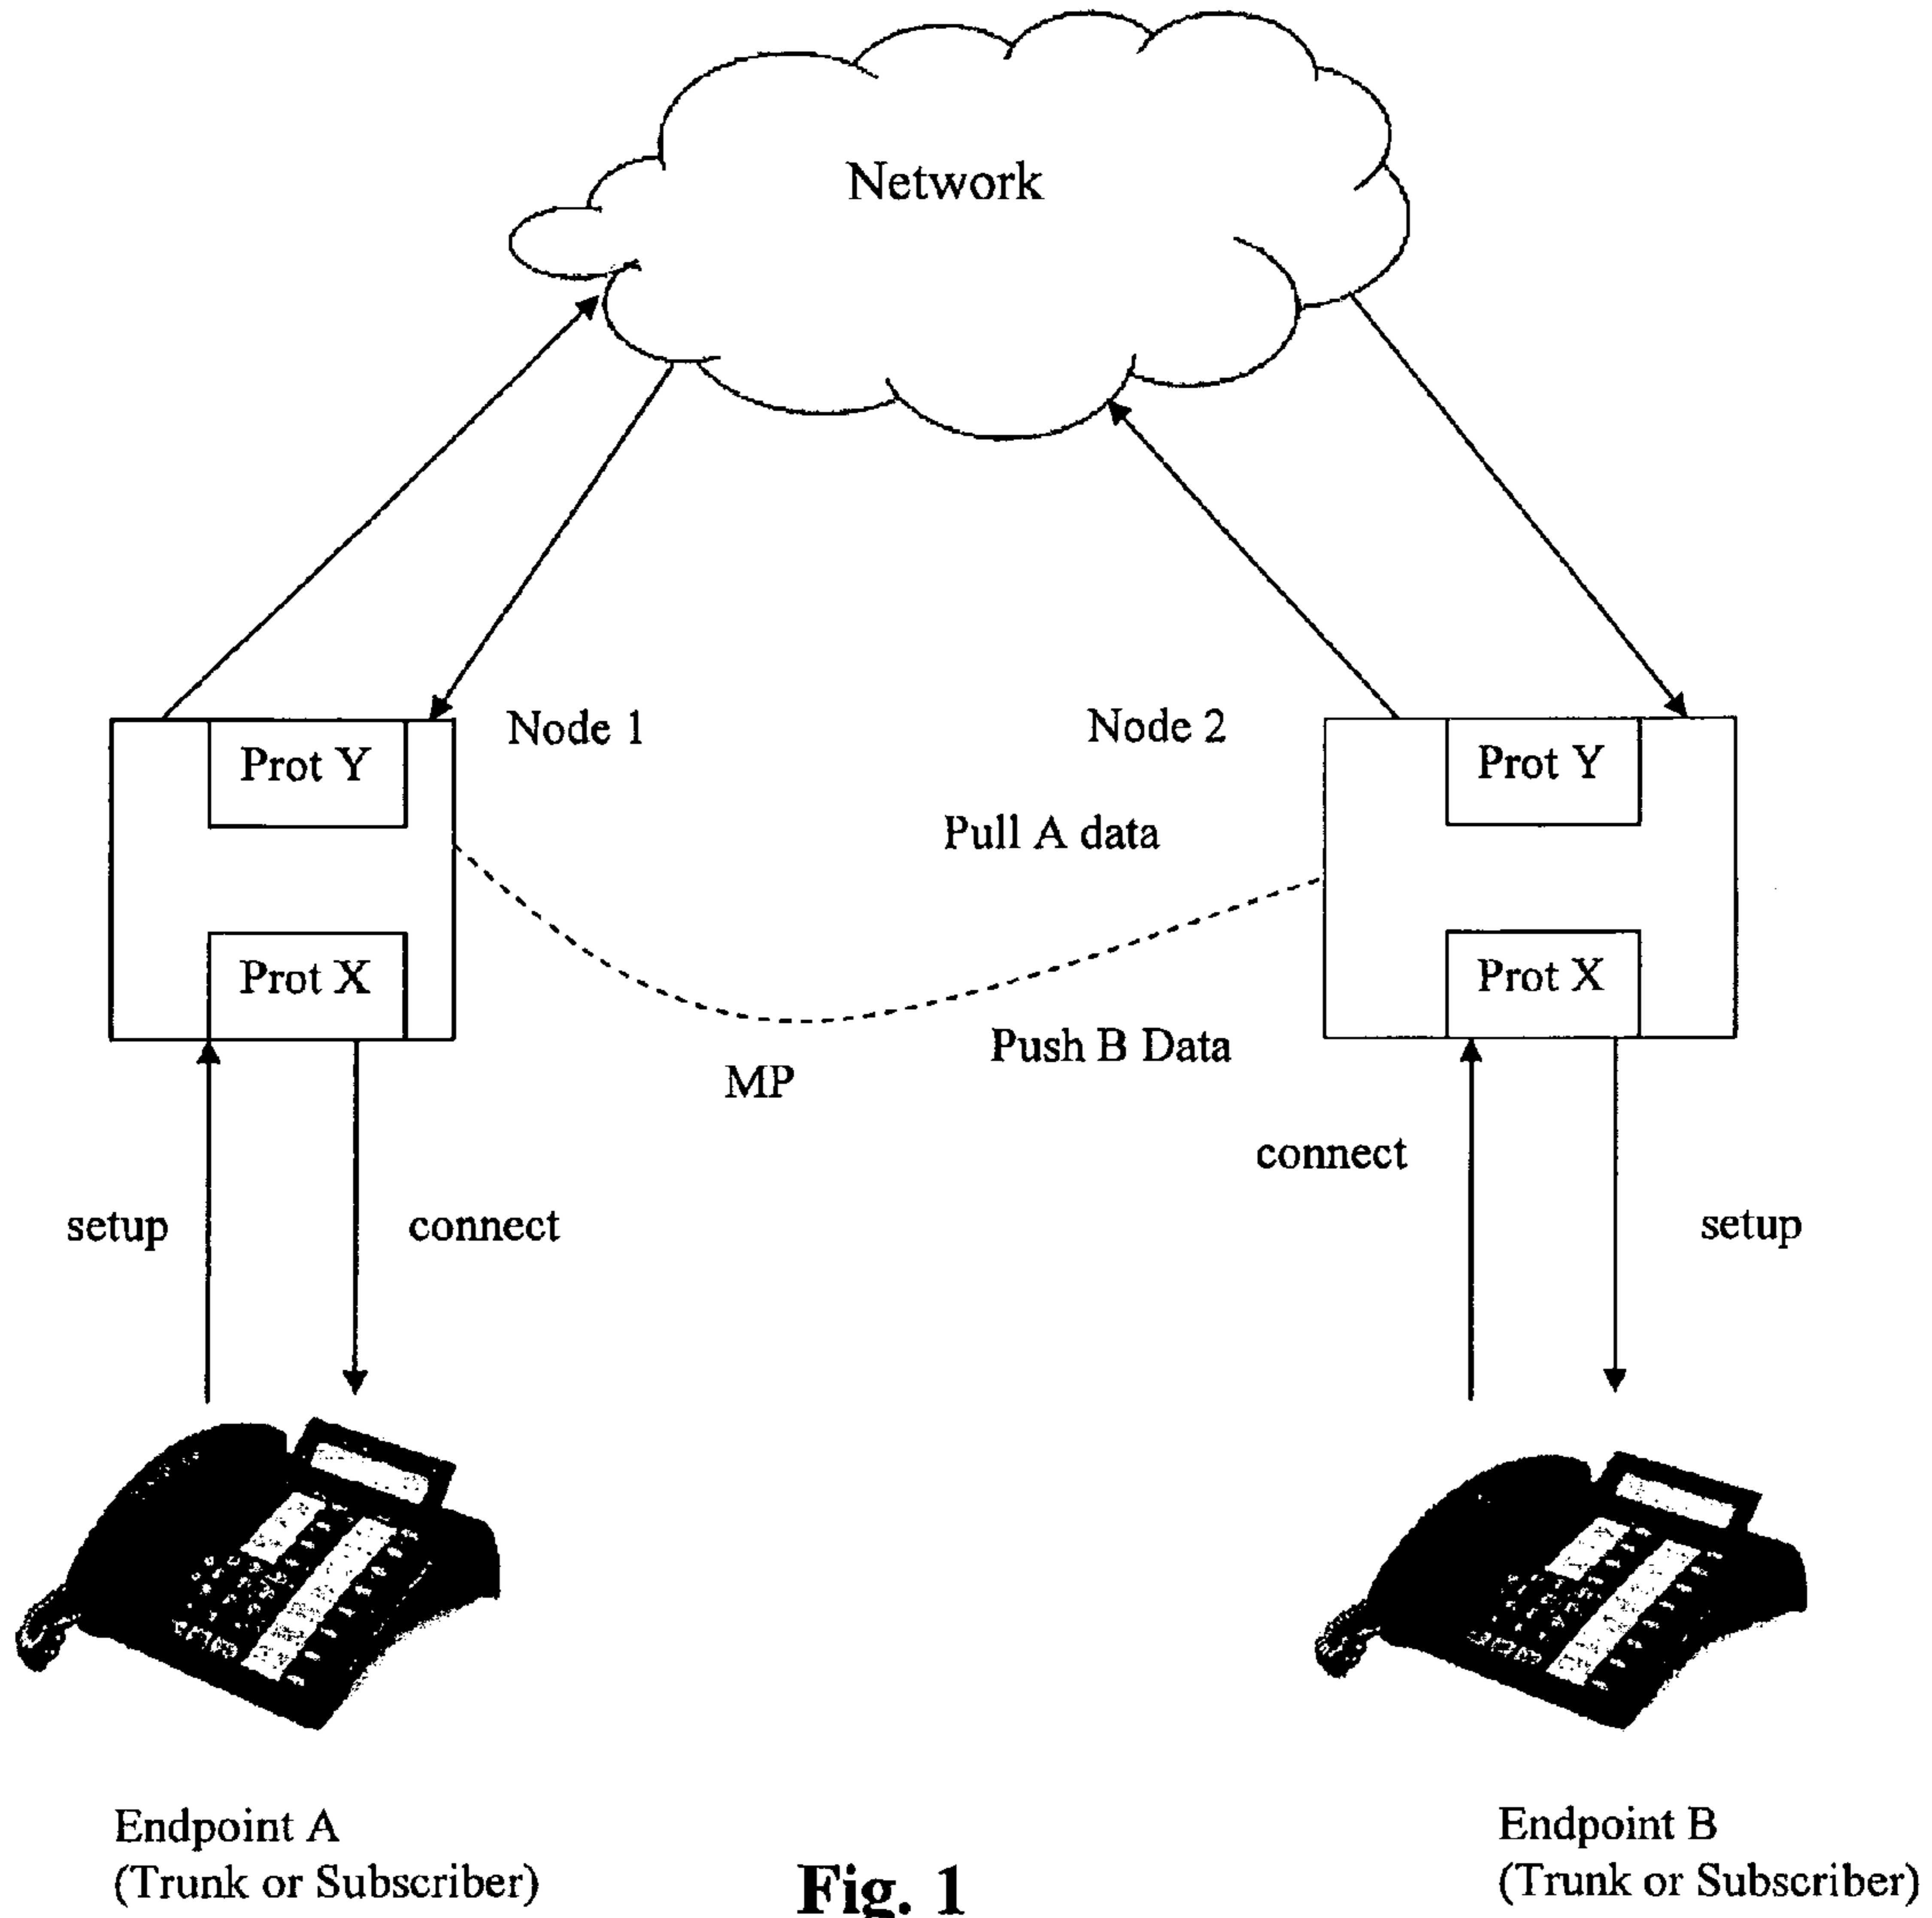 Network
Node 1
Node 2
Prot Y
Prot Y
Pull A data
Prot X
Prot X
Push B Data
MP
connect
setup
connect
setup
Endpoint A
(Trunk or Subscriber)
Endpoint B
(Trunk or Subscriber)
Fig. 1